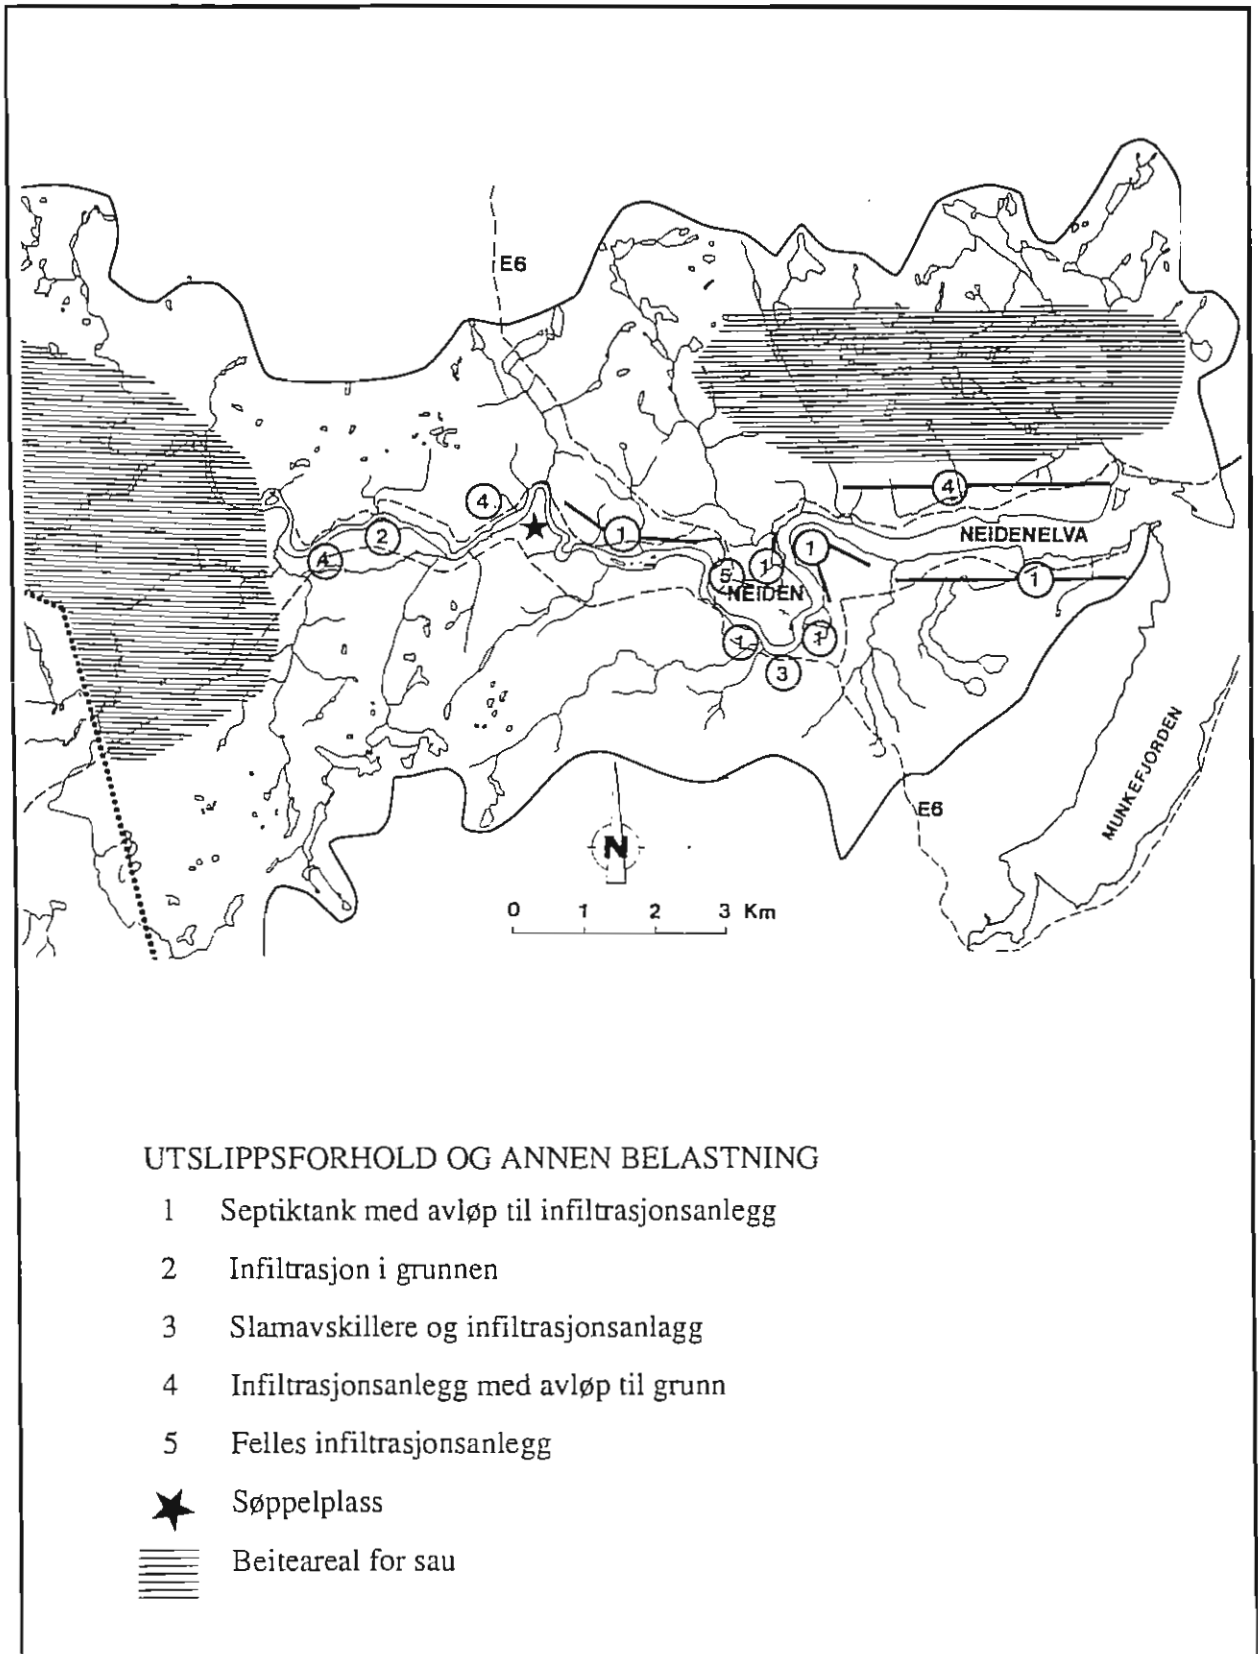 E6
4
4
2
1
4
NEIDENELVA
1
1
5
NEIDEN
1
1
1
3
MUNKEFJORDEN
E6
N
0 1 2 3 Km
UTSLIPPSFORHOLD OG ANNEN BELASTNING
1 Septiktank med avløp til infiltrasjonsanlegg
2 Infiltrasjon i grunnen
3 Slamavskillere og infiltrasjonsanlagg
4 Infiltrasjonsanlegg med avløp til grunn
5 Felles infiltrasjonsanlegg
Søppelplass
Beiteareal for sau